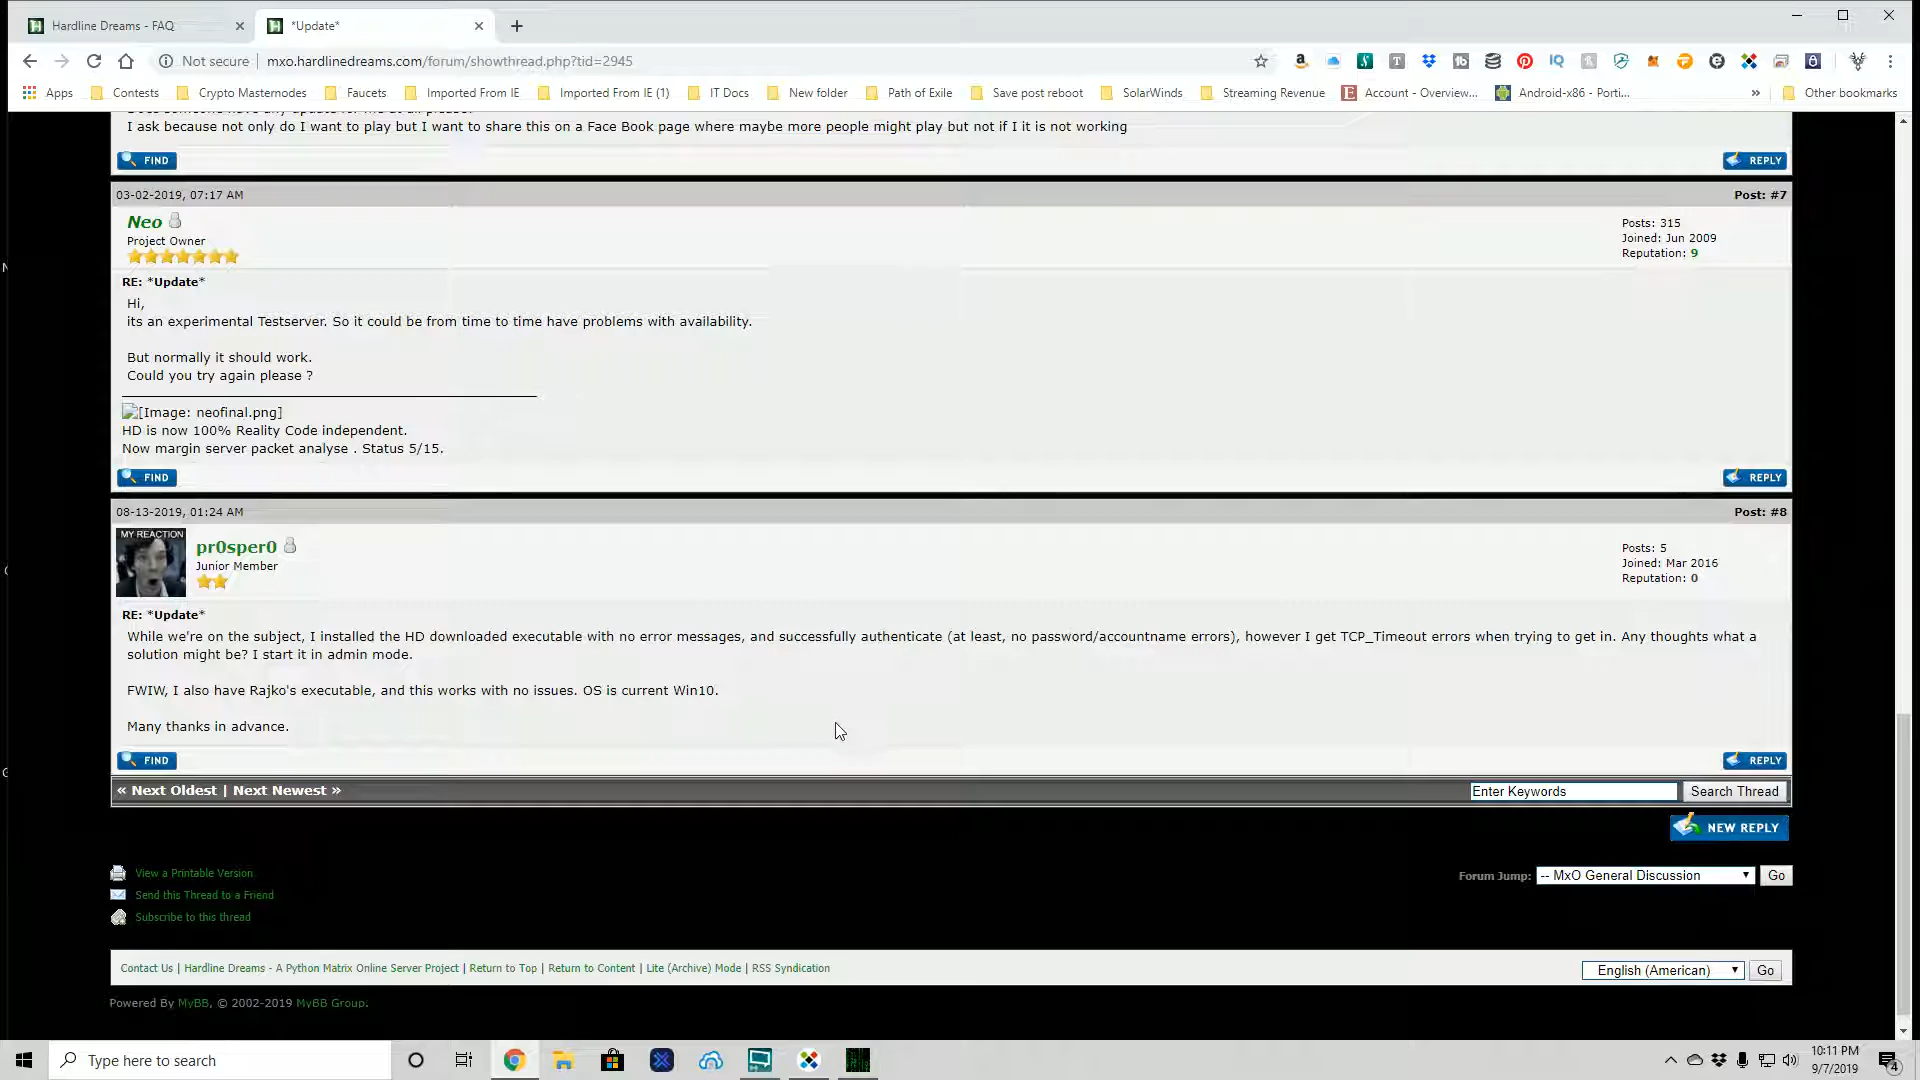 Hardline Dreams - FAQ
*Update*
Not secure
mxo.hardlinedreams.com/forum/showthread.php?tid=2945
Apps
Contests
Crypto Masternodes
Faucets
Imported From IE
Imported From IE (1)
IT Docs
New folder
Path of Exile
Save post reboot
SolarWinds
Streaming Revenue
Account - Overview...
Android-x86 - Porti...
Other bookmarks
I ask because not only do I want to play but I want to share this on a Face Book page where maybe more people might play but not if I it is not working
FIND
REPLY
03-02-2019, 07:17 AM
Post: #7
Neo
Project Owner
Posts: 315
Joined: Jun 2009
Reputation: 9
RE: *Update*
Hi,
its an experimental Testserver. So it could be from time to time have problems with availability.
But normally it should work.
Could you try again please ?
[Image: neofinal.png]
HD is now 100% Reality Code independent.
Now margin server packet analyse . Status 5/15.
FIND
REPLY
08-13-2019, 01:24 AM
Post: #8
MY REACTION
pr0sper0
Junior Member
Posts: 5
Joined: Mar 2016
Reputation: 0
RE: *Update*
While we're on the subject, I installed the HD downloaded executable with no error messages, and successfully authenticate (at least, no password/accountname errors), however I get TCP_Timeout errors when trying to get in. Any thoughts what a
solution might be? I start it in admin mode.
FWIW, I also have Rajko's executable, and this works with no issues. OS is current Win10.
Many thanks in advance.
FIND
REPLY
« Next Oldest | Next Newest »
Enter Keywords
Search Thread
NEW REPLY
View a Printable Version
Send this Thread to a Friend
Subscribe to this thread
Forum Jump:
-- MxO General Discussion
Go
Contact Us | Hardline Dreams - A Python Matrix Online Server Project | Return to Top | Return to Content | Lite (Archive) Mode | RSS Syndication
English (American)
Go
Powered By MyBB, © 2002-2019 MyBB Group.
Type here to search
10:11 PM
9/7/2019
4